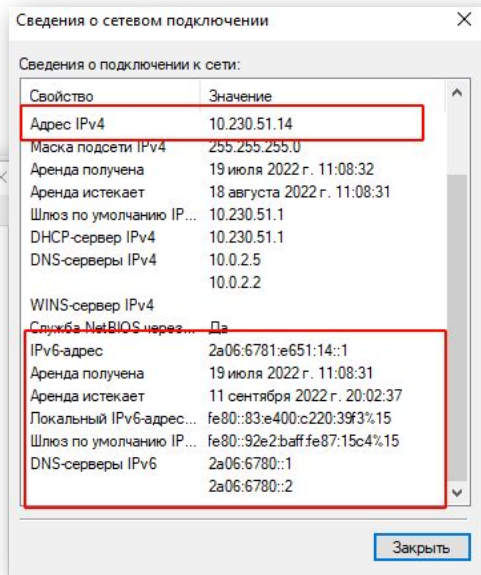 Сведения о сетевом подключении
Сведения о подключении к сети:
Свойство Значение
Адрес IPv4 10.230.51.14
Маска подсети IPv4 255.255.255.0
Аренда получена 19 июля 2022 г. 11:08:32
Аренда истекает 18 августа 2022 г. 11:08:31
Шлюз по умолчанию IP... 10.230.51.1
DHCP-сервер IPv4 10.230.51.1
DNS-серверы IPv4 10.0.2.5
10.0.2.2
WINS-сервер IPv4
Служба NetBIOS через... Да
IPv6-адрес 2a06:6781:e651:14::1
Аренда получена 19 июля 2022 г. 11:08:31
Аренда истекает 11 сентября 2022 г. 20:02:37
Локальный IPv6-адрес... fe80::83:e400:c220:39f3%15
Шлюз по умолчанию IP... fe80::92e2:baff:fe87:15c4%15
DNS-серверы IPv6 2a06:6780::1
2a06:6780::2
Закрыть